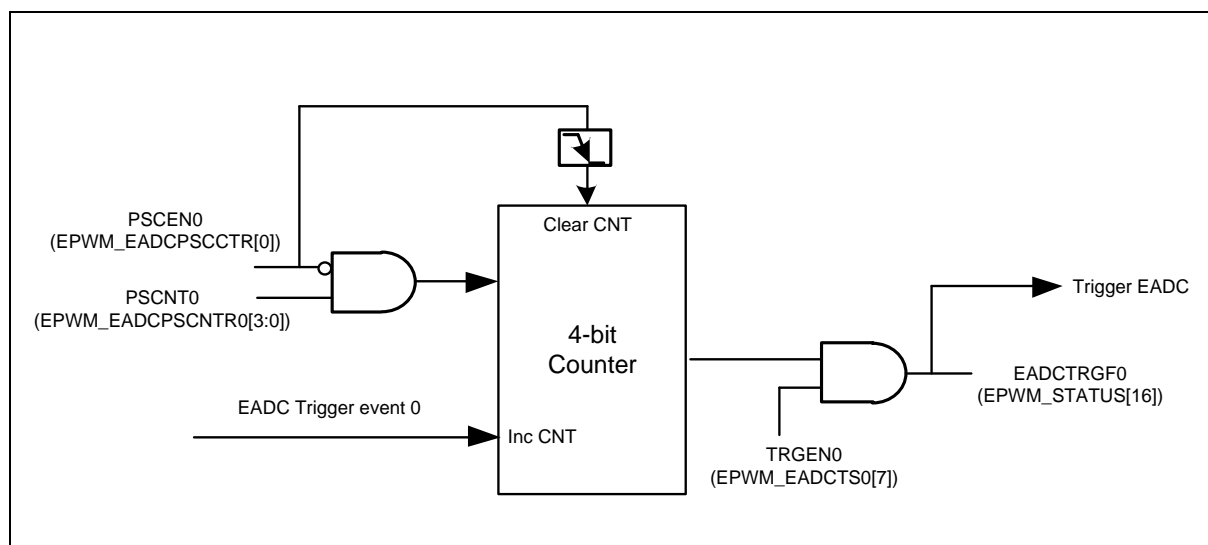 Clear CNT
PSCEN0
(EPWM_EADCPSCCTR[0])
PSCNT0
(EPWM_EADCPSCNTR0[3:0])
4-bit
Counter
Trigger EADC
EADCTRGF0
(EPWM_STATUS[16])
EADC Trigger event 0
Inc CNT
TRGEN0
(EPWM_EADCTS0[7])